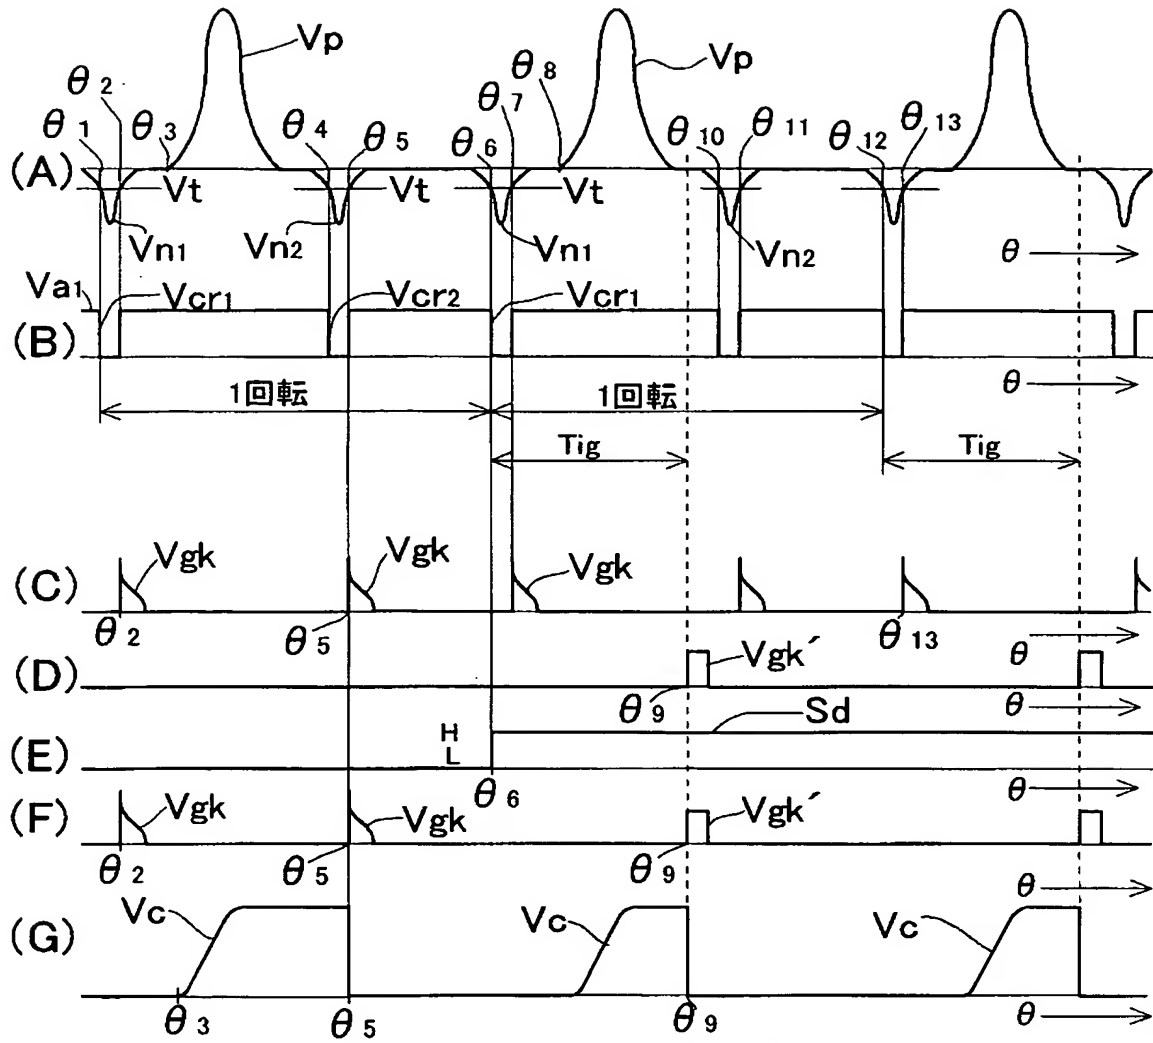 Vp
Vp
θ1
θ2
θ3
θ4
θ5
θ6
θ7
θ8
θ10
θ11
θ12
θ13
(A)
Vt
Vt
Vt
Vn1
Vn2
Vn1
Vn2
θ
Va1
Vcr1
Vcr2
Vcr1
(B)
θ
1回転
1回転
Tig
Tig
(C)
Vgk
Vgk
Vgk
θ2
θ5
θ13
θ
(D)
Vgk´
θ9
θ
(E)
H
L
Sd
θ6
θ
(F)
Vgk
Vgk
Vgk´
θ2
θ5
θ9
θ
(G)
Vc
Vc
Vc
θ3
θ5
θ9
θ